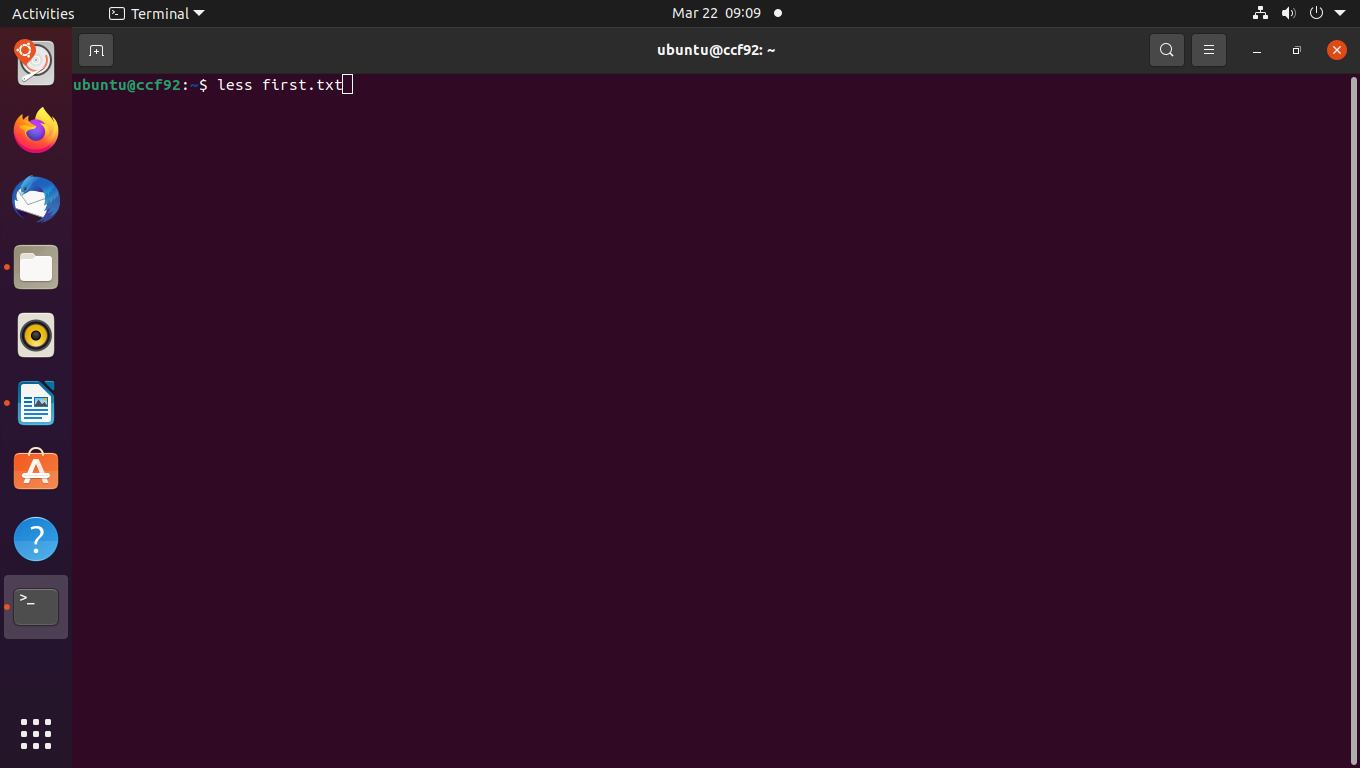 Activities
Terminal
Mar 22 09:09
ubuntu@ccf92: ~
ubuntu@ccf92:~$ less first.txt